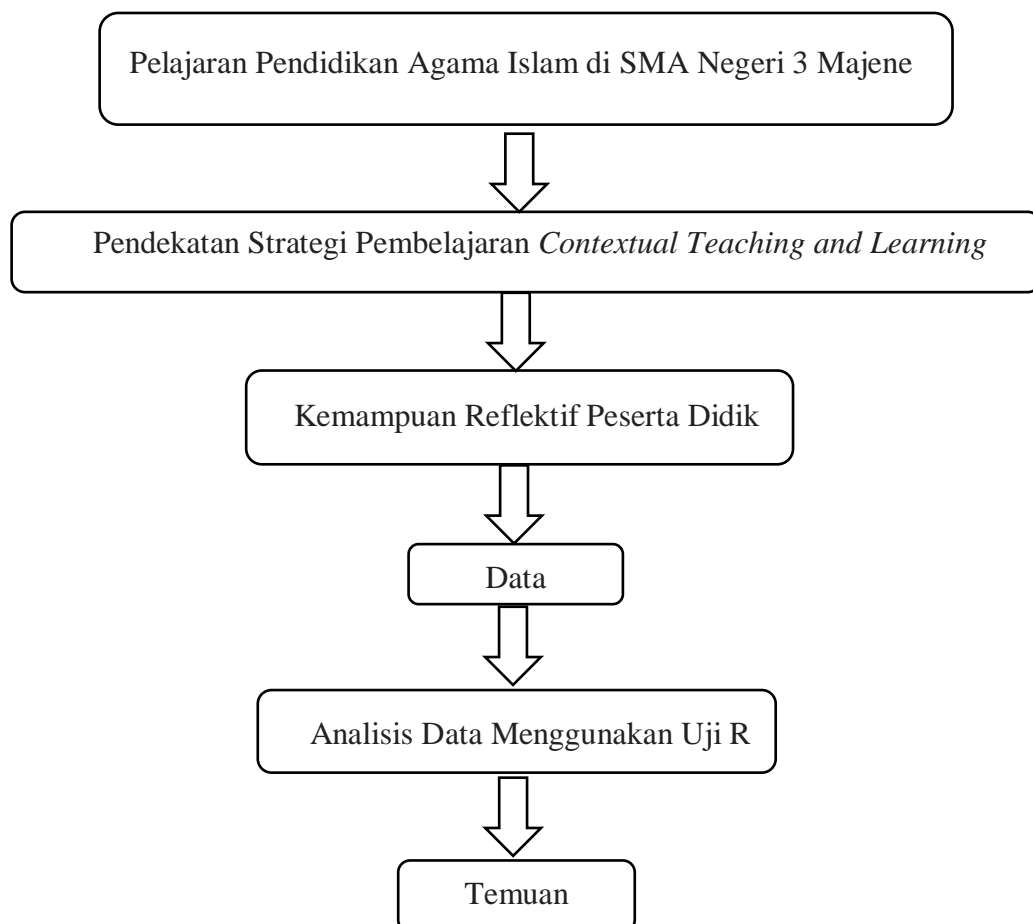 Pelajaran Pendidikan Agama Islam di SMA Negeri 3 Majene
Pendekatan Strategi Pembelajaran Contextual Teaching and Learning
Kemampuan Reflektif Peserta Didik
Data
Analisis Data Menggunakan Uji R
Temuan